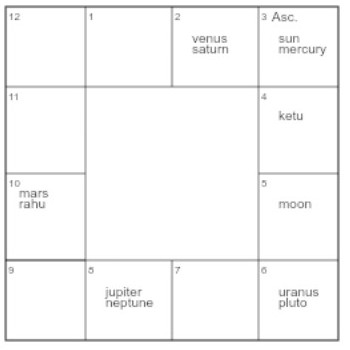 12
1
2
venus
saturn
3 Asc.
sun
mercury
11
4
ketu
10
mars
rahu
5
moon
9
8
jupiter
neptune
7
6
uranus
pluto